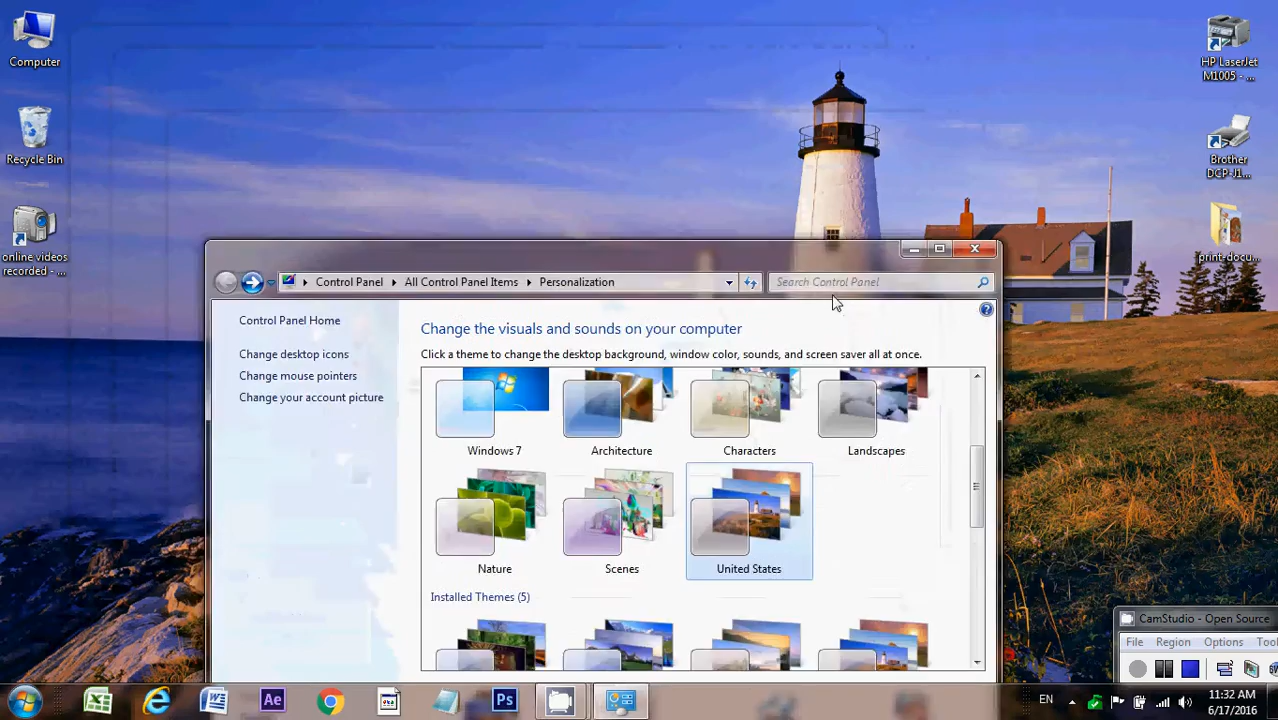 Computer
Recycle Bin
online videos
recorded - ...
HP LaserJet
M1005 - ...
Brother
DCP-J1...
print-docu...
Control Panel
All Control Panel Items
Personalization
Search Control Panel
Control Panel Home
Change desktop icons
Change mouse pointers
Change your account picture
Change the visuals and sounds on your computer
Click a theme to change the desktop background, window color, sounds, and screen saver all at once.
Windows 7
Architecture
Characters
Landscapes
Nature
Scenes
United States
Installed Themes (5)
CamStudio - Open Source
File Region Options Tool
Ae
Ps
EN
11:32 AM
6/17/2016